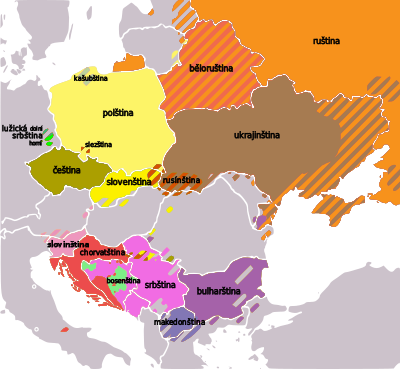 ruština
běloruština
kašubština
polština
ukrajinština
lužická
srbština
dolní
horní
slezština
čeština
slovenština
rusínština
slovinština
chorvatština
bosenština
srbština
bulharština
makedonština